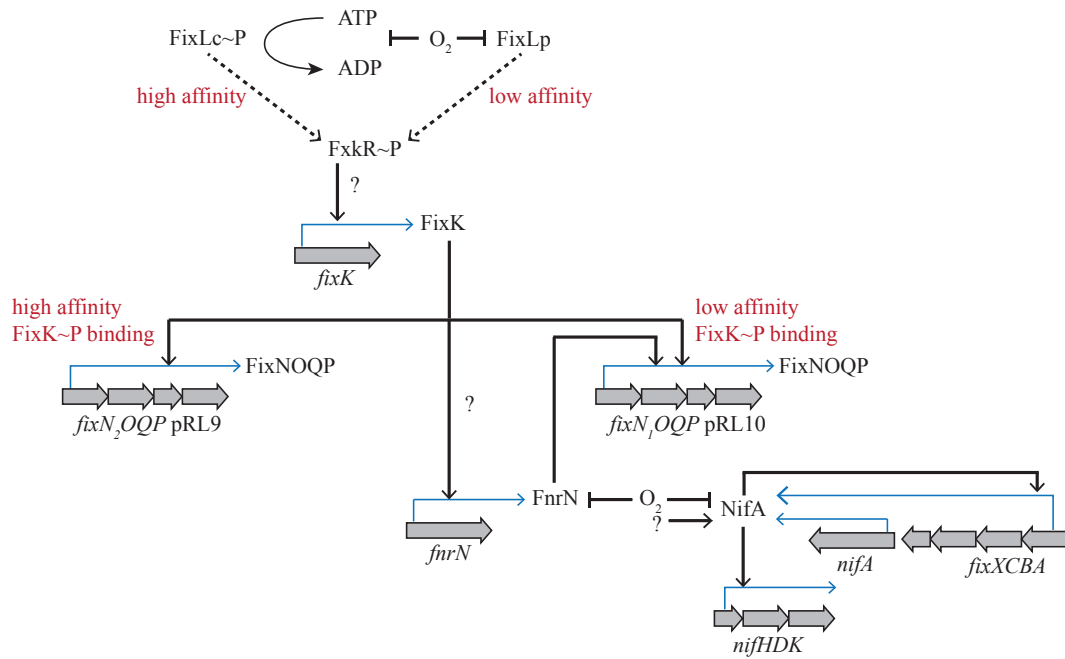 ATP
FixLc~P
O₂
FixLp
ADP
high affinity
low affinity
FxkR~P
?
FixK
fixK
high affinity
FixK~P binding
low affinity
FixK~P binding
FixNOQP
FixNOQP
fixN₂OQP pRL9
?
fixN₁OQP pRL10
FnrN
O₂
NifA
?
fnrN
nifA
fixXCBA
nifHDK